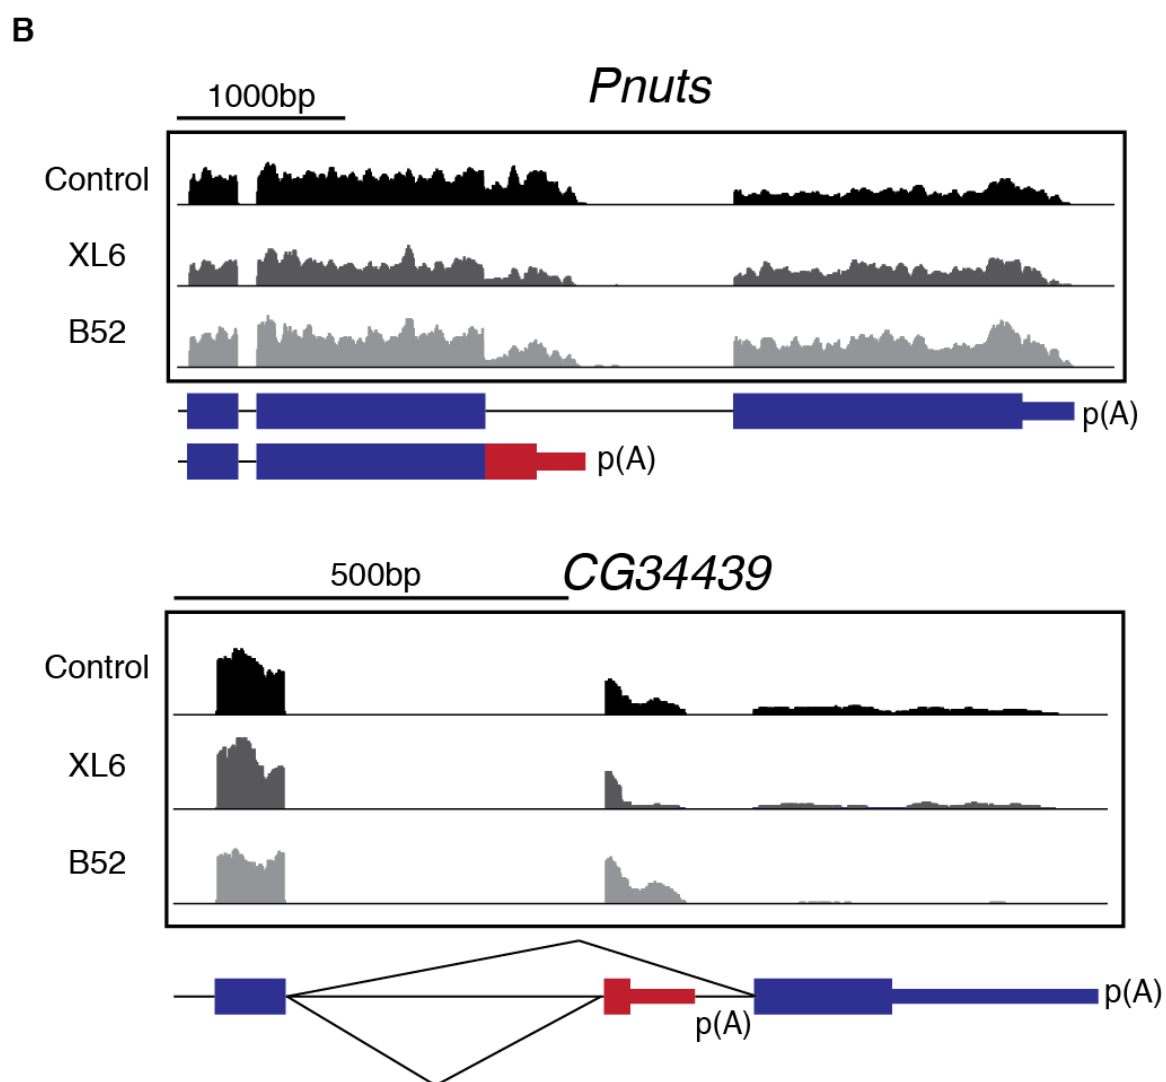 B
1000bp
Pnuts
Control
XL6
B52
p(A)
p(A)
500bp
CG34439
Control
XL6
B52
p(A)
p(A)